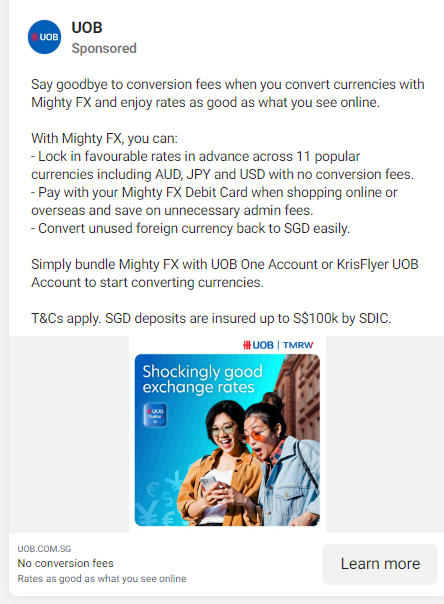 UOB
UOB
Sponsored
Say goodbye to conversion fees when you convert currencies with
Mighty FX and enjoy rates as good as what you see online.
With Mighty FX, you can:
- Lock in favourable rates in advance across 11 popular
currencies including AUD, JPY and USD with no conversion fees.
- Pay with your Mighty FX Debit Card when shopping online or
overseas and save on unnecessary admin fees.
- Convert unused foreign currency back to SGD easily.
Simply bundle Mighty FX with UOB One Account or KrisFlyer UOB
Account to start converting currencies.
T&Cs apply. SGD deposits are insured up to S$100k by SDIC.
UOB | TMRW
Shockingly good
exchange rates
UOB
TMRW
UOB.COM.SG
No conversion fees
Rates as good as what you see online
Learn more